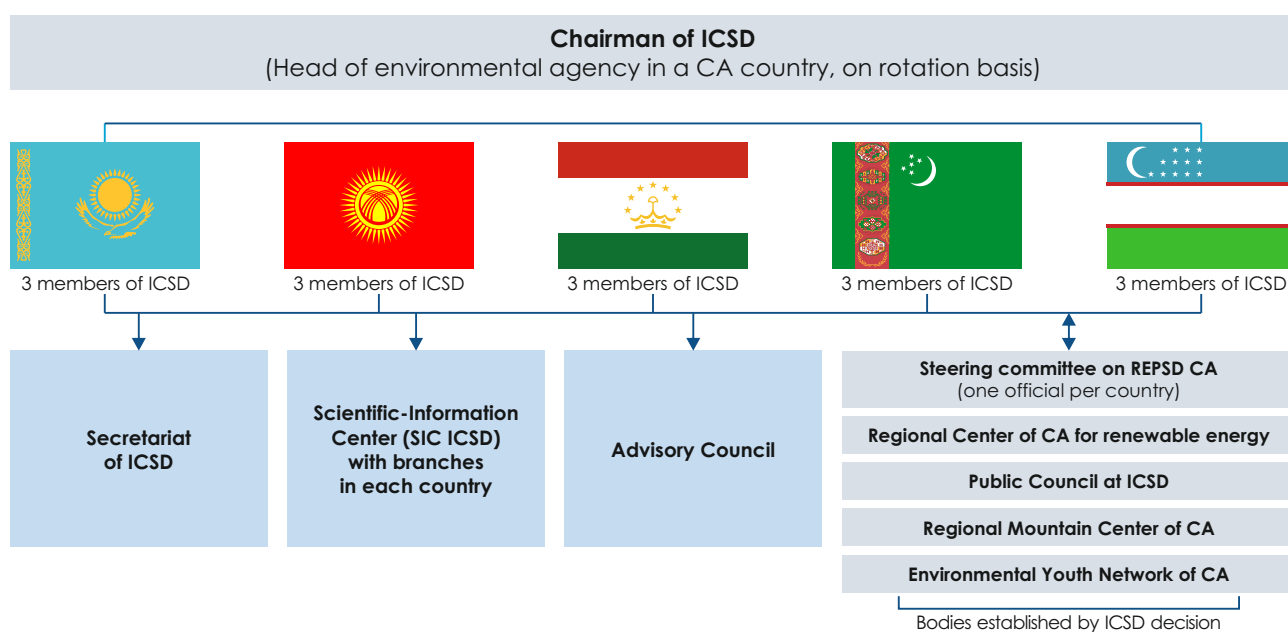 Chairman of ICSD
(Head of environmental agency in a CA country, on rotation basis)
3 members of ICSD
3 members of ICSD
3 members of ICSD
3 members of ICSD
3 members of ICSD
Secretariat
of ICSD
Scientific-Information
Center (SIC ICSD)
with branches
in each country
Advisory Council
Steering committee on REPSD CA
(one official per country)
Regional Center of CA for renewable energy
Public Council at ICSD
Regional Mountain Center of CA
Environmental Youth Network of CA
Bodies established by ICSD decision